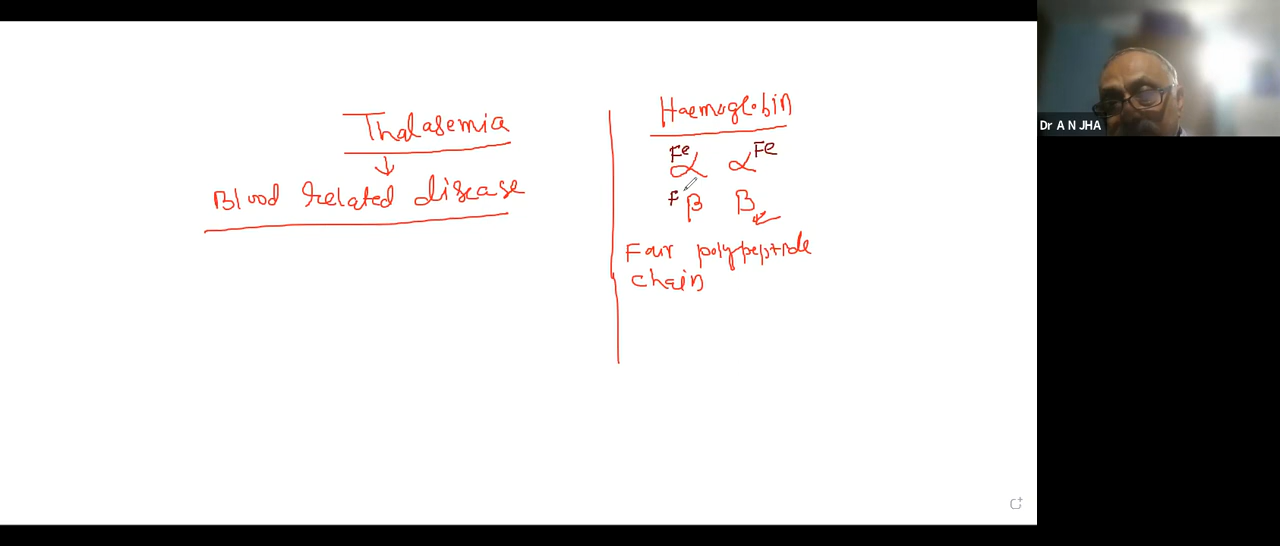 Thalasemia
↓
Blood related disease
Haemoglobin
Fe α α Fe
F β β
Four polypeptide
chain
Dr A N JHA